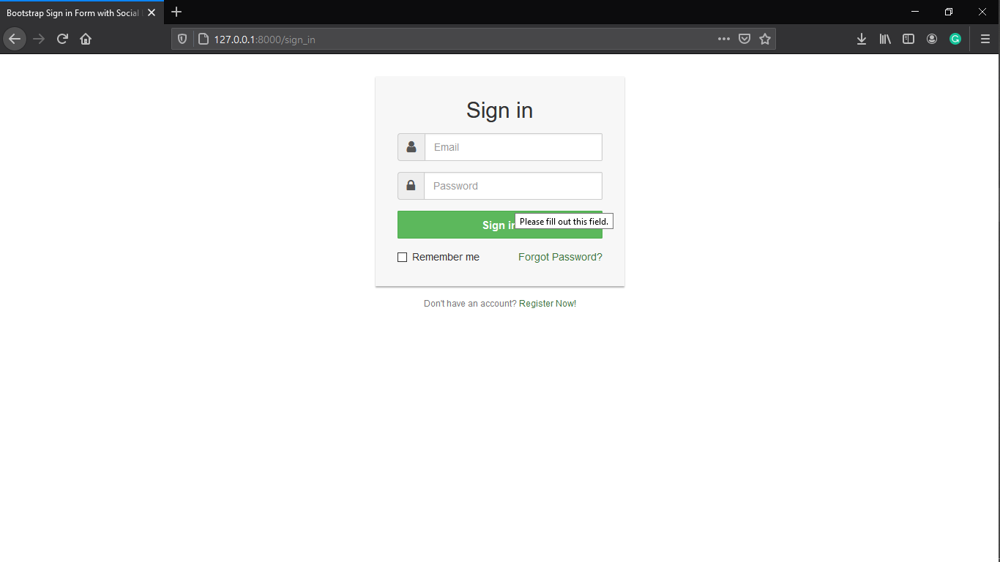 Bootstrap Sign in Form with Social
127.0.0.1:8000/sign_in
Sign in
Email
Password
Sign in
Please fill out this field.
Remember me
Forgot Password?
Don't have an account? Register Now!